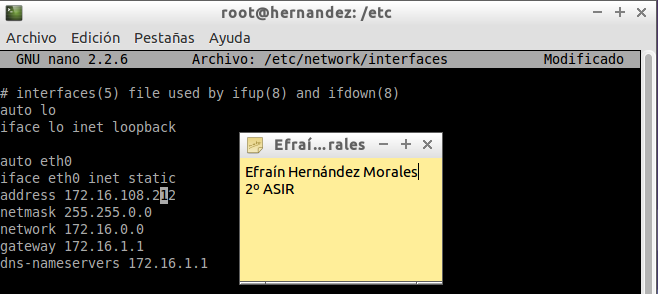 root@hernandez: /etc
Archivo Edición Pestañas Ayuda
GNU nano 2.2.6 Archivo: /etc/network/interfaces Modificado
# interfaces(5) file used by ifup(8) and ifdown(8)
auto lo
iface lo inet loopback
auto eth0
iface eth0 inet static
address 172.16.108.212
netmask 255.255.0.0
network 172.16.0.0
gateway 172.16.1.1
dns-nameservers 172.16.1.1
Efraí...rales
Efraín Hernández Morales
2º ASIR